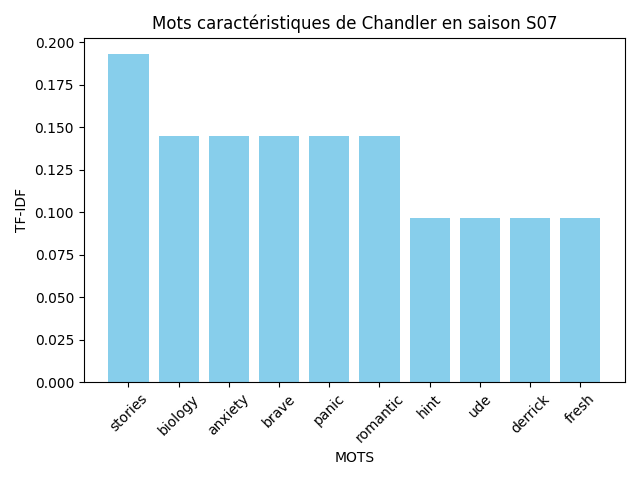 Mots caractéristiques de Chandler en saison S07
0.200
0.175
0.150
0.125
0.100
0.075
0.050
0.025
0.000
TF-IDF
stories
biology
anxiety
brave
panic
romantic
hint
ude
derrick
fresh
MOTS